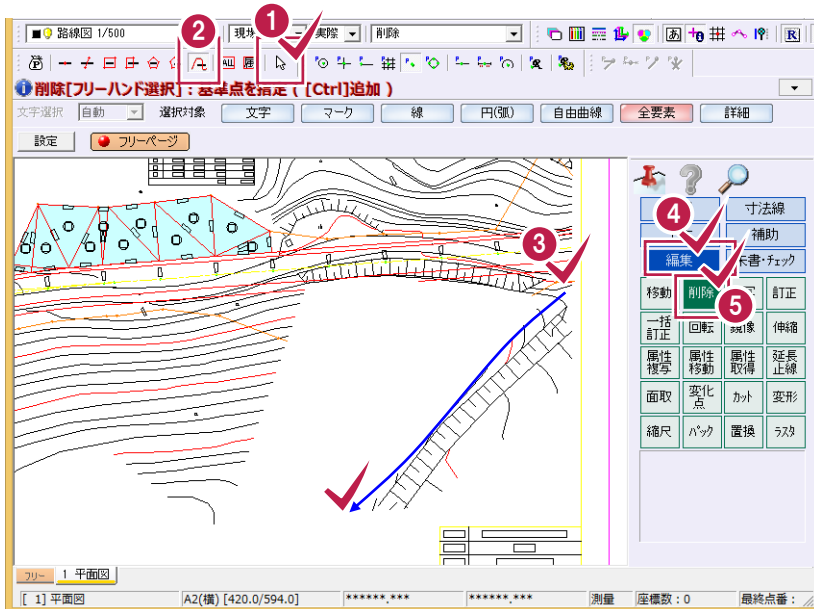 路線図 1/500
現場
実際
削除
1
2
ALL
あ
R
削除[フリーハンド選択]：基準点を指定 ( [Ctrl]追加 )
文字選択 自動 選択対象 文字 マーク 線 円(弧) 自由曲線 全要素 詳細
設定 フリーページ
寸法線
4
補助
3
編集 朱書・チェック
5
移動 削除 訂正
一括訂正 回転 鏡像 伸縮
属性複写 属性移動 属性取得 延長止線
面取 変化点 カット 変形
縮尺 パック 置換 ラスタ
フリー 1 平面図
[ 1] 平面図 A2(横) [420.0/594.0] ******.*** ******.*** 測量 座標数：0 最終点番：